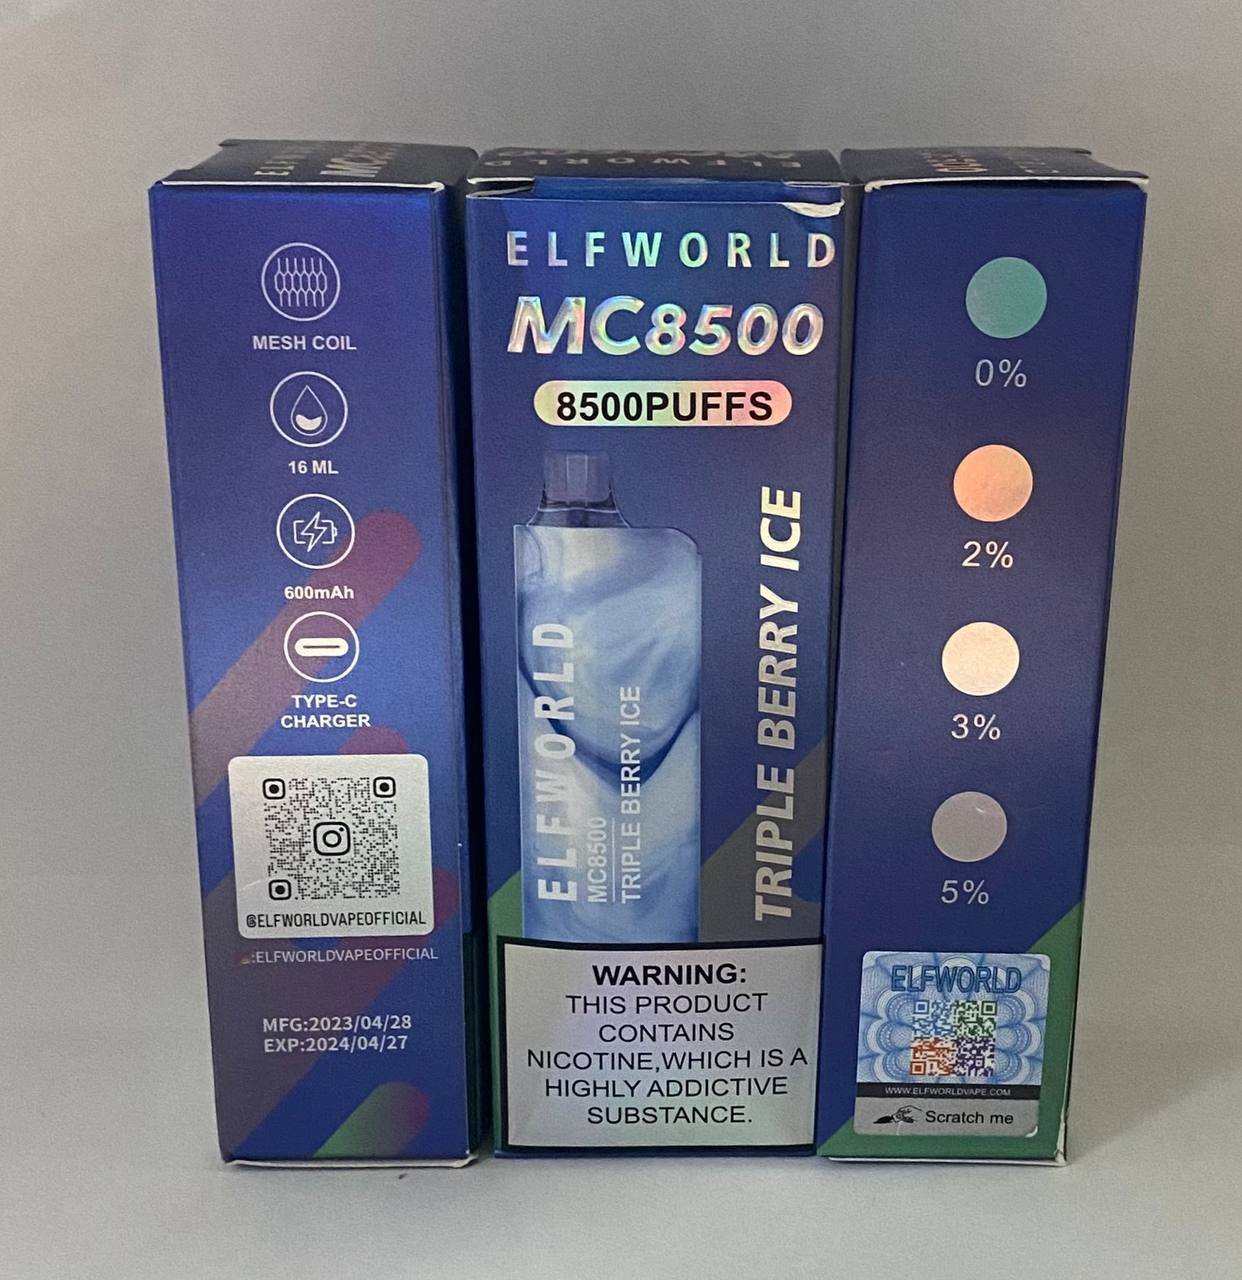 ELFWORLD
MESH COIL
16 ML
600mAh
TYPE-C
CHARGER
@ELFWORLDVAPEOFFICIAL
:ELFWORLDVAPEOFFICIAL
MFG:2023/04/28
EXP:2024/04/27
ELFWORLD
ELFWORLD
MC8500
8500PUFFS
TRIPLE BERRY ICE
ELFWORLD
MC8500
TRIPLE BERRY ICE
WARNING:
THIS PRODUCT
CONTAINS
NICOTINE,WHICH IS A
HIGHLY ADDICTIVE
SUBSTANCE.
0%
2%
3%
5%
ELFWORLD
WWW.ELFWORLDVAPE.COM
Scratch me